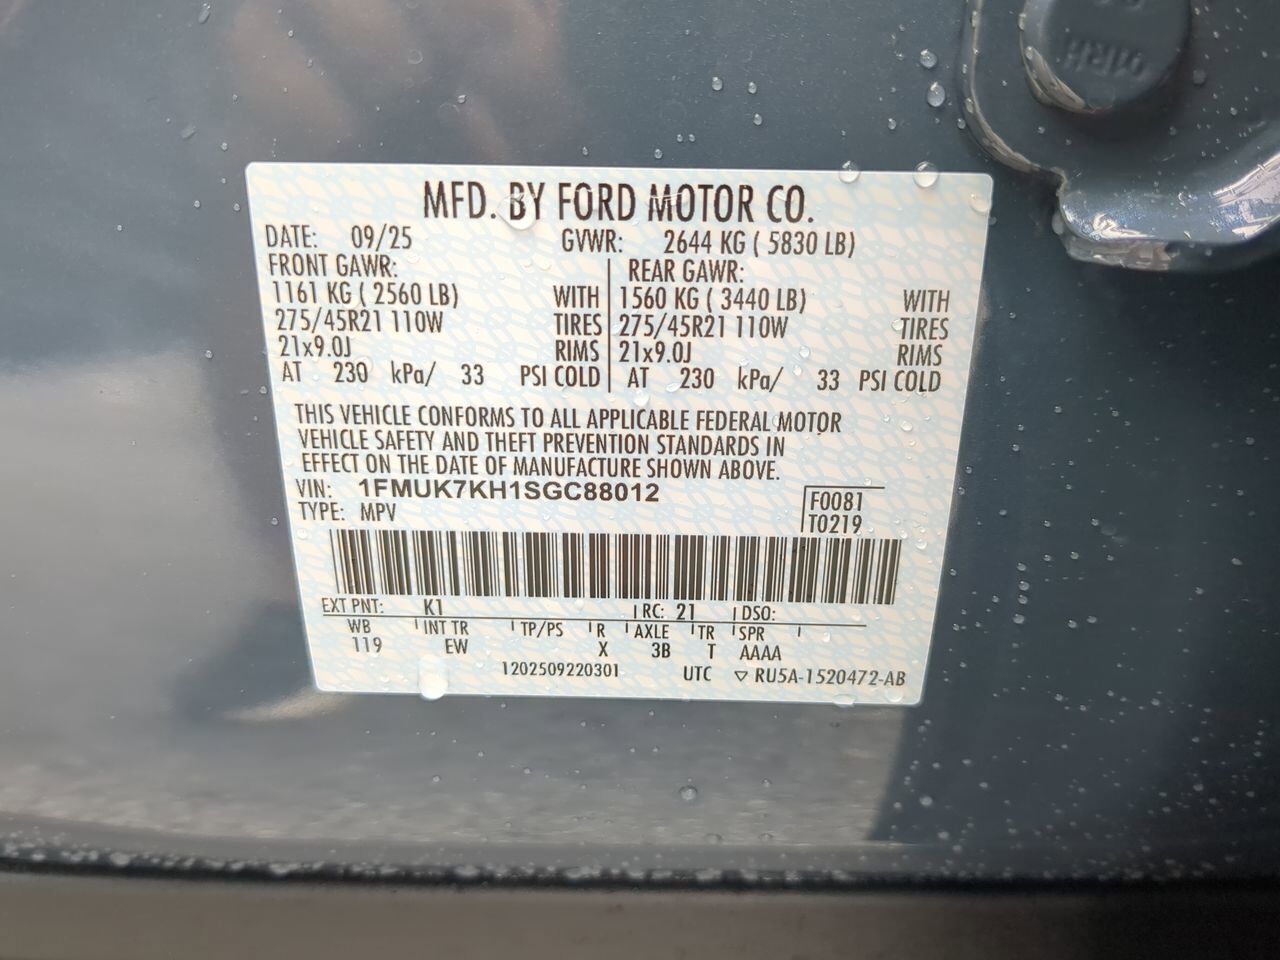 MFD. BY FORD MOTOR CO.
DATE: 09/25 GVWR: 2644 KG ( 5830 LB)
FRONT GAWR: REAR GAWR:
1161 KG ( 2560 LB) WITH 1560 KG ( 3440 LB) WITH
275/45R21 110W TIRES 275/45R21 110W TIRES
21x9.0J RIMS 21x9.0J RIMS
AT 230 kPa/ 33 PSI COLD AT 230 kPa/ 33 PSI COLD
THIS VEHICLE CONFORMS TO ALL APPLICABLE FEDERAL MOTOR
VEHICLE SAFETY AND THEFT PREVENTION STANDARDS IN
EFFECT ON THE DATE OF MANUFACTURE SHOWN ABOVE.
VIN: 1FMUK7KH1SGC88012
F0081
TYPE: MPV
T0219
EXT PNT: K1 RC: 21 DSO:
WB INT TR TP/PS R AXLE TR SPR
119 EW X 3B T AAAA
1202509220301 UTC ▽ RU5A-1520472-AB